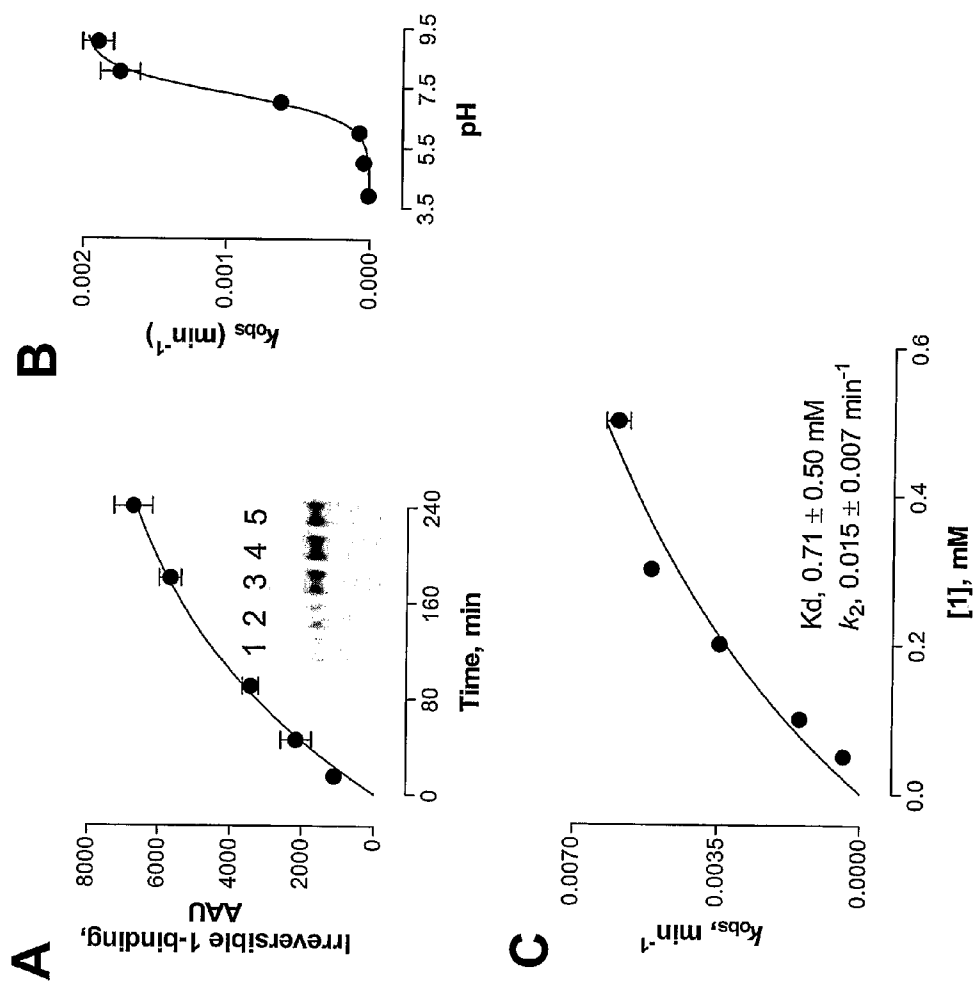 A
Irreversible 1-binding,
AAU
8000
6000
4000
2000
0
1 2 3 4 5
0 80 160 240
Time, min
B
kobs (min-1)
0.002
0.001
0.000
3.5 5.5 7.5 9.5
pH
C
kobs, min-1
0.0070
0.0035
0.0000
Kd, 0.71 ± 0.50 mM
k2, 0.015 ± 0.007 min-1
0.0 0.2 0.4 0.6
[1], mM